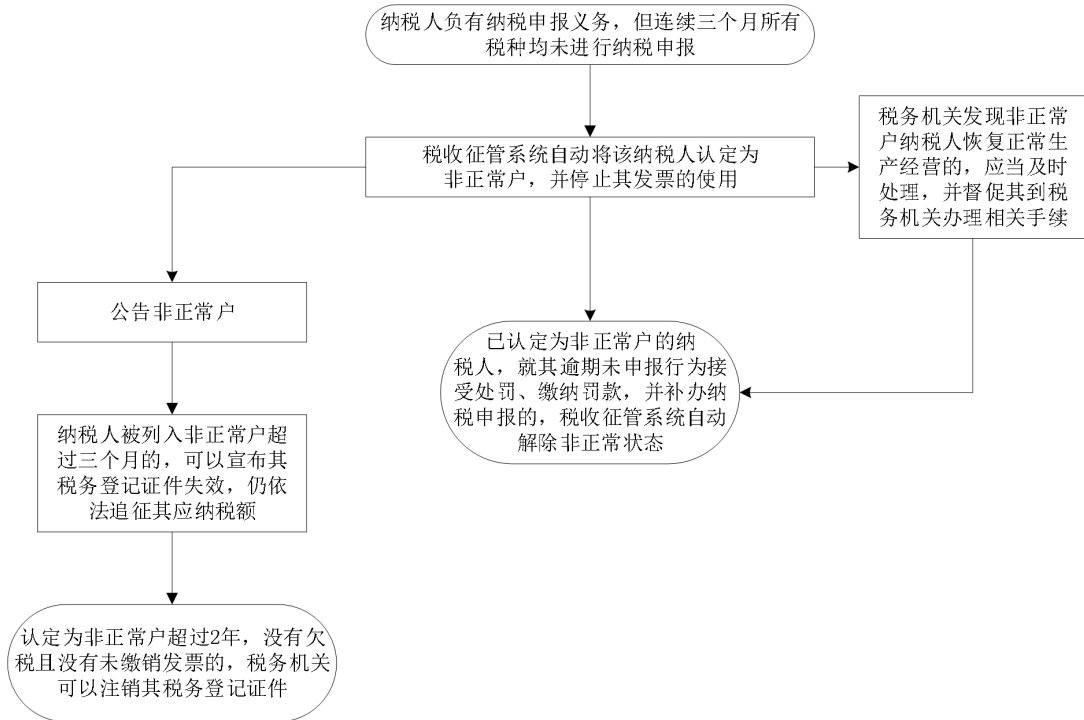 纳税人负有纳税申报义务，但连续三个月所有
税种均未进行纳税申报
税收征管系统自动将该纳税人认定为
非正常户，并停止其发票的使用
税务机关发现非正常
户纳税人恢复正常生
产经营的，应当及时
处理，并督促其到税
务机关办理相关手续
公告非正常户
已认定为非正常户的纳
税人，就其逾期未申报行为接
受处罚、缴纳罚款，并补办纳
税申报的，税收征管系统自动
解除非正常状态
纳税人被列入非正常户超
过三个月的，可以宣布其
税务登记证件失效，仍依
法追征其应纳税额
认定为非正常户超过2年，没有欠
税且没有未缴销发票的，税务机关
可以注销其税务登记证件